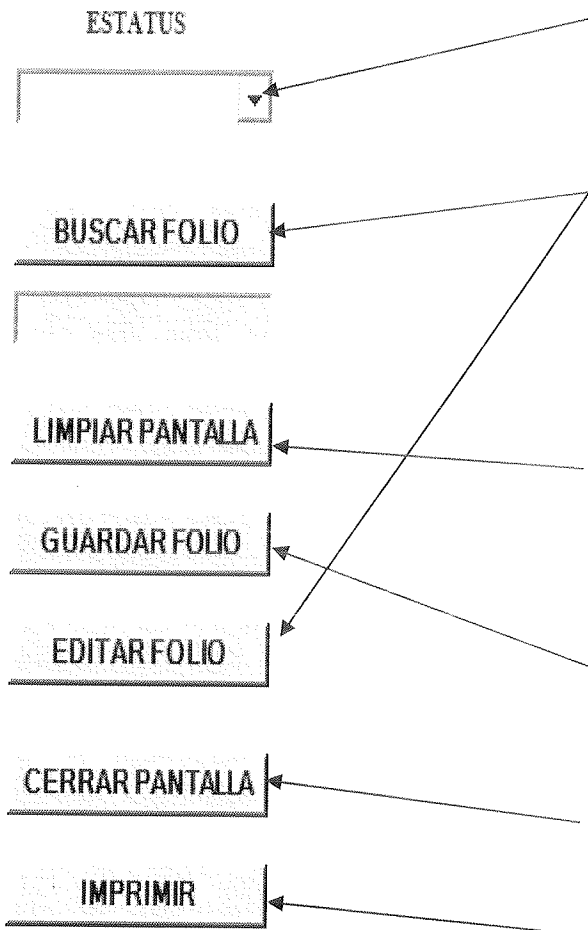 ESTATUS
BUSCAR FOLIO
LIMPIAR PANTALLA
GUARDAR FOLIO
EDITAR FOLIO
CERRAR PANTALLA
IMPRIMIR